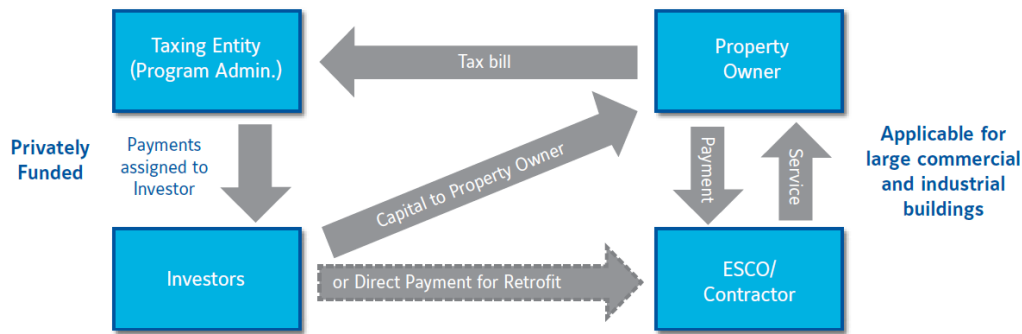 Taxing Entity
(Program Admin.)
Tax bill
Property
Owner
Privately
Funded
Payments
assigned to
Investor
Capital to Property Owner
Payment
Service
Applicable for
large commercial
and industrial
buildings
Investors
or Direct Payment for Retrofit
ESCO/
Contractor